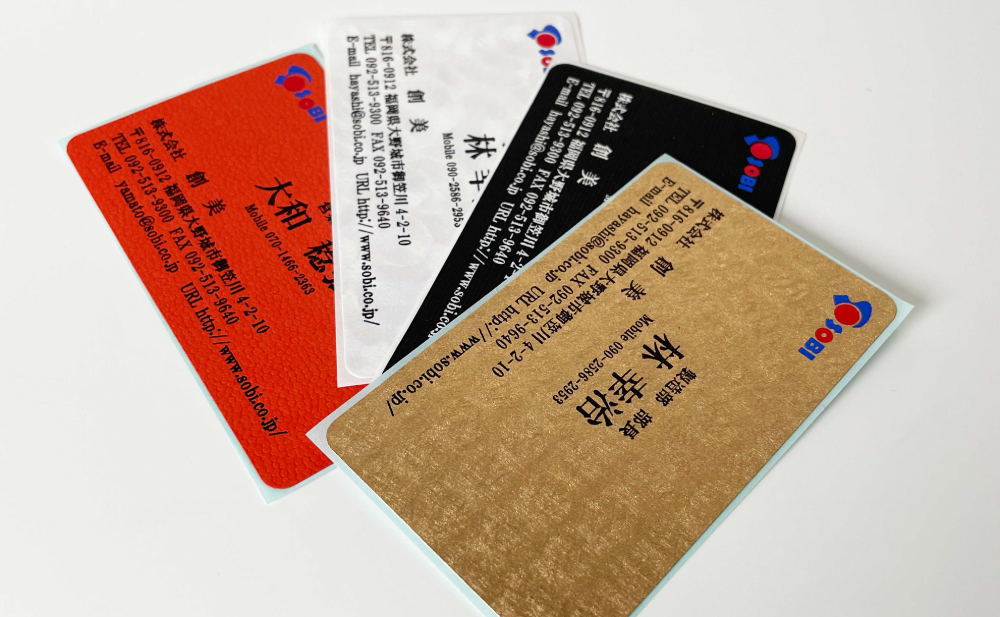 SOBI
大和
Mobile 070-1466-2363
株式会社 創 美
〒816-0912 福岡県大野城市御笠川 4-2-10
TEL 092-513-9300 FAX 092-513-9640
E-mail yamato@sobi.co.jp URL http://www.sobi.co.jp/
SOBI
林
Mobile 090-2586-2953
株式会社 創 美
〒816-0912 福岡県大野城市御笠川 4-2-10
TEL 092-513-9300 FAX 092-513-9640
E-mail hayashi@sobi.co.jp URL http://www.sobi.co.jp/
SOBI
株式会社 創 美
〒816-0912 福岡県大野城市御笠川 4-2-10
TEL 092-513-9300 FAX 092-513-9640
E-mail hayashi@sobi.co.jp URL http://www.sobi.co.j
SOBI
製造部 部長
林 幸治
Mobile 090-2586-2953
株式会社 創 美
〒816-0912 福岡県大野城市御笠川 4-2-10
TEL 092-513-9300 FAX 092-513-9640
E-mail hayashi@sobi.co.jp URL http://www.sobi.co.jp/